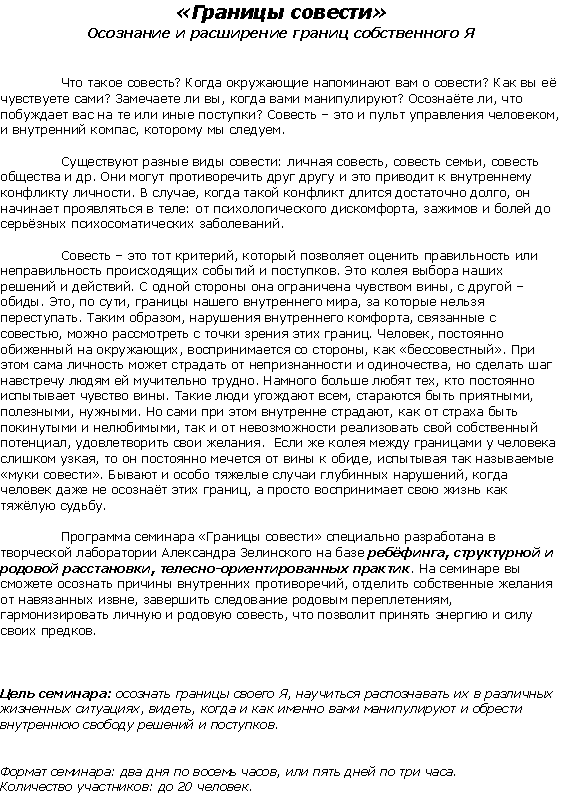 «Границы совести»
Осознание и расширение границ собственного Я
Что такое совесть? Когда окружающие напоминают вам о совести? Как вы её
чувствуете сами? Замечаете ли вы, когда вами манипулируют? Осознаёте ли, что
побуждает вас на те или иные поступки? Совесть – это и пульт управления человеком,
и внутренний компас, которому мы следуем.
Существуют разные виды совести: личная совесть, совесть семьи, совесть
общества и др. Они могут противоречить друг другу и это приводит к внутреннему
конфликту личности. В случае, когда такой конфликт длится достаточно долго, он
начинает проявляться в теле: от психологического дискомфорта, зажимов и болей до
серьёзных психосоматических заболеваний.
Совесть – это тот критерий, который позволяет оценить правильность или
неправильность происходящих событий и поступков. Это колея выбора наших
решений и действий. С одной стороны она ограничена чувством вины, с другой –
обиды. Это, по сути, границы нашего внутреннего мира, за которые нельзя
переступать. Таким образом, нарушения внутреннего комфорта, связанные с
совестью, можно рассмотреть с точки зрения этих границ. Человек, постоянно
обиженный на окружающих, воспринимается со стороны, как «бессовестный». При
этом сама личность может страдать от непризнанности и одиночества, но сделать шаг
навстречу людям ей мучительно трудно. Намного больше любят тех, кто постоянно
испытывает чувство вины. Такие люди угождают всем, стараются быть приятными,
полезными, нужными. Но сами при этом внутренне страдают, как от страха быть
покинутыми и нелюбимыми, так и от невозможности реализовать свой собственный
потенциал, удовлетворить свои желания.  Если же колея между границами у человека
слишком узкая, то он постоянно мечется от вины к обиде, испытывая так называемые
«муки совести». Бывают и особо тяжелые случаи глубинных нарушений, когда
человек даже не осознаёт этих границ, а просто воспринимает свою жизнь как
тяжёлую судьбу.
Программа семинара «Границы совести» специально разработана в
творческой лаборатории Александра Зелинского на базе ребёфинга, структурной и
родовой расстановки, телесно-ориентированных практик. На семинаре вы
сможете осознать причины внутренних противоречий, отделить собственные желания
от навязанных извне, завершить следование родовым переплетениям,
гармонизировать личную и родовую совесть, что позволит принять энергию и силу
своих предков.
Цель семинара: осознать границы своего Я, научиться распознавать их в различных
жизненных ситуациях, видеть, когда и как именно вами манипулируют и обрести
внутреннюю свободу решений и поступков.
Формат семинара: два дня по восемь часов, или пять дней по три часа.
Количество участников: до 20 человек.